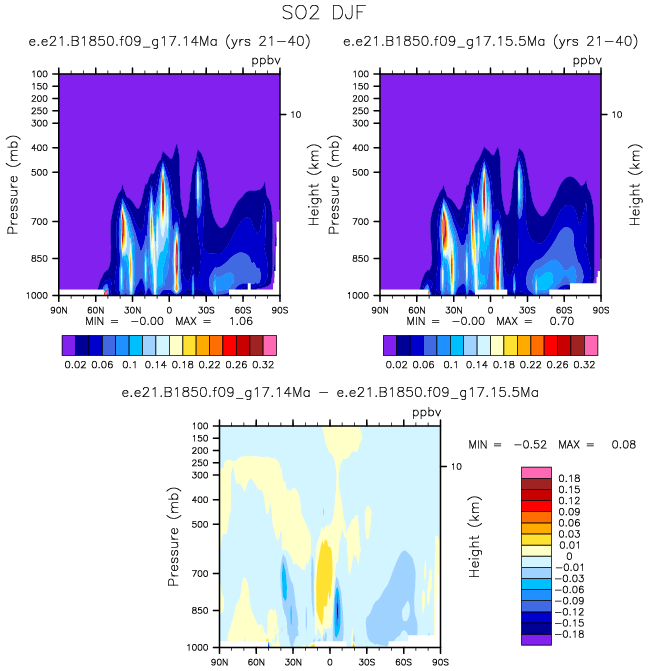 SO2 DJF
e.e21.B1850.f09_g17.14Ma (yrs 21-40)
ppbv
100
150
200
250
300
400
500
700
850
1000
Pressure (mb)
10
Height (km)
90N 60N 30N 0 30S 60S 90S
MIN = -0.00 MAX = 1.06
0.02 0.06 0.1 0.14 0.18 0.22 0.26 0.32
e.e21.B1850.f09_g17.15.5Ma (yrs 21-40)
ppbv
100
150
200
250
300
400
500
700
850
1000
Pressure (mb)
10
Height (km)
90N 60N 30N 0 30S 60S 90S
MIN = -0.00 MAX = 0.70
0.02 0.06 0.1 0.14 0.18 0.22 0.26 0.32
e.e21.B1850.f09_g17.14Ma - e.e21.B1850.f09_g17.15.5Ma
ppbv
100
150
200
250
300
400
500
700
850
1000
Pressure (mb)
10
Height (km)
90N 60N 30N 0 30S 60S 90S
MIN = -0.52 MAX = 0.08
0.18
0.15
0.12
0.09
0.06
0.03
0.01
0
-0.01
-0.03
-0.06
-0.09
-0.12
-0.15
-0.18